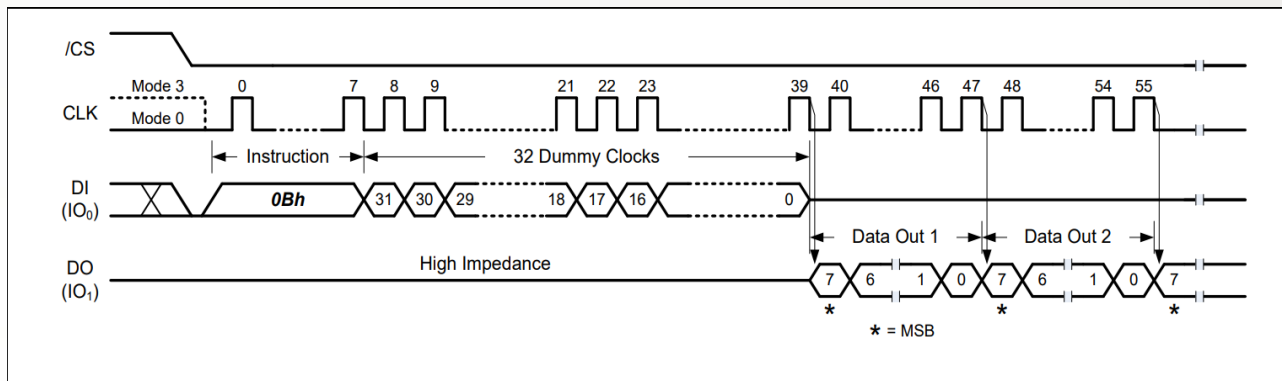 /CS
Mode 3 0 7 8 9 21 22 23 39 40 46 47 48 54 55
CLK
Mode 0
Instruction 32 Dummy Clocks
DI
(IO₀)
0Bh 31 30 29 18 17 16 0
Data Out 1 Data Out 2
High Impedance
DO
(IO₁)
7 6 1 0 7 6 1 0 7
* * *
* = MSB